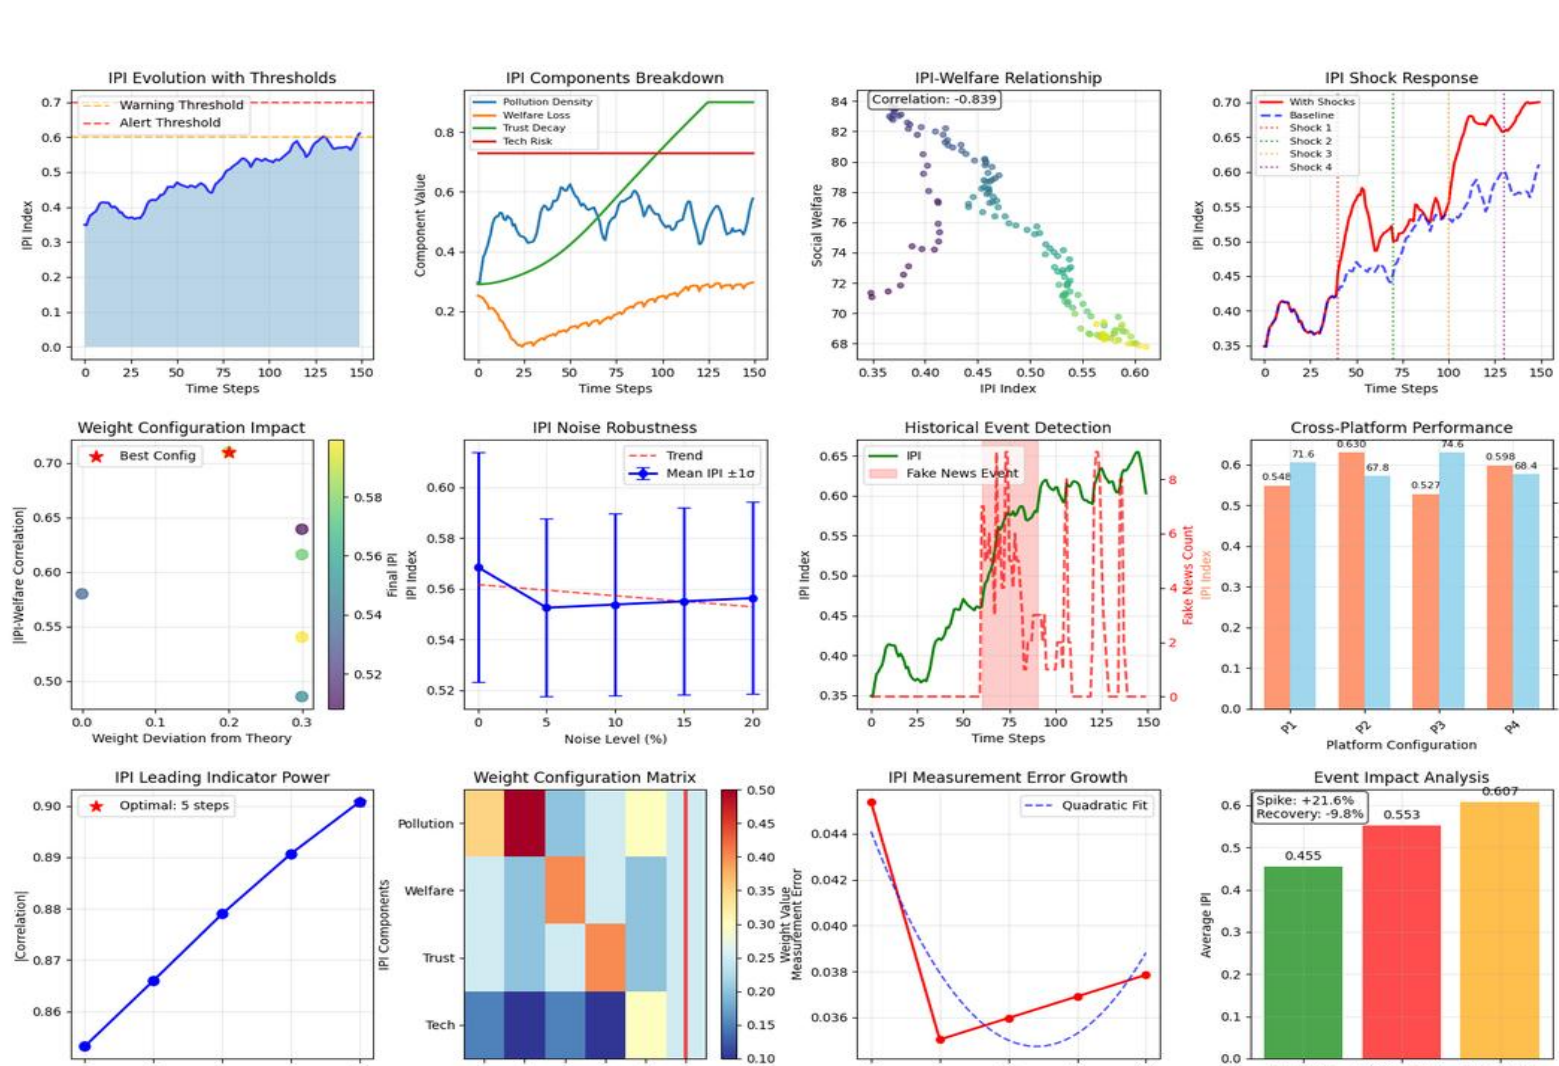 IPI Evolution with Thresholds
Warning Threshold
Alert Threshold
0.7
0.6
0.5
0.4
0.3
0.2
0.1
0.0
IPI Index
0 25 50 75 100 125 150
Time Steps
IPI Components Breakdown
Pollution Density
Welfare Loss
Trust Decay
Tech Risk
0.8
0.6
0.4
0.2
Component Value
0 25 50 75 100 125 150
Time Steps
IPI-Welfare Relationship
Correlation: -0.839
84
82
80
78
76
74
72
70
68
Social Welfare
0.35 0.40 0.45 0.50 0.55 0.60
IPI Index
IPI Shock Response
With Shocks
Baseline
Shock 1
Shock 2
Shock 3
Shock 4
0.70
0.65
0.60
0.55
0.50
0.45
0.40
0.35
IPI Index
0 25 50 75 100 125 150
Time Steps
Weight Configuration Impact
Best Config
0.70
0.65
0.60
0.55
0.50
|IPI-Welfare Correlation|
0.0 0.1 0.2 0.3
Weight Deviation from Theory
0.58
0.56
0.54
0.52
Final IPI
IPI Noise Robustness
Trend
Mean IPI ±1σ
0.60
0.58
0.56
0.54
0.52
IPI Index
0 5 10 15 20
Noise Level (%)
Historical Event Detection
IPI
Fake News Event
0.65
0.60
0.55
0.50
0.45
0.40
0.35
IPI Index
0 25 50 75 100 125 150
Time Steps
8
6
4
2
0
Fake News Count
Cross-Platform Performance
0.548 71.6 0.630 67.8 0.527 74.6 0.598 68.4
0.6
0.5
0.4
0.3
0.2
0.1
0.0
IPI Index
P1 P2 P3 P4
Platform Configuration
IPI Leading Indicator Power
Optimal: 5 steps
0.90
0.89
0.88
0.87
0.86
|Correlation|
Weight Configuration Matrix
Pollution
Welfare
Trust
Tech
IPI Components
0.50
0.45
0.40
0.35
0.30
0.25
0.20
0.15
0.10
Weight Value
IPI Measurement Error Growth
Quadratic Fit
0.044
0.042
0.040
0.038
0.036
Measurement Error
Event Impact Analysis
Spike: +21.6%
Recovery: -9.8%
0.455
0.553
0.607
0.6
0.5
0.4
0.3
0.2
0.1
0.0
Average IPI